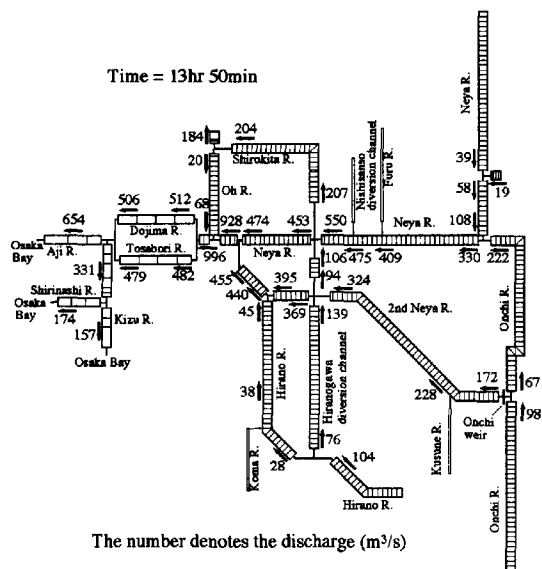 Time = 13hr 50min
Neya R.
184
204
20
Shirokita R.
Oh R.
68
207
Nishisanso
diversion channel
Furu R.
39
58
19
108
506
512
654
Dojima R.
928
474
453
550
Neya R.
Osaka
Bay
Aji R.
Tosabori R.
996
Neya R.
106
475
409
330
222
331
479
482
455
94
Shirinashi R.
440
395
324
Osaka
Bay
45
369
139
2nd Neya R.
Onchi R.
174
157
Kizu R.
Osaka Bay
Hirano R.
Hiranogawa
diversion channel
38
172
67
228
98
Onchi
weir
76
Koma R.
28
104
Kusune R.
Hirano R.
Onchi R.
The number denotes the discharge (m³/s)